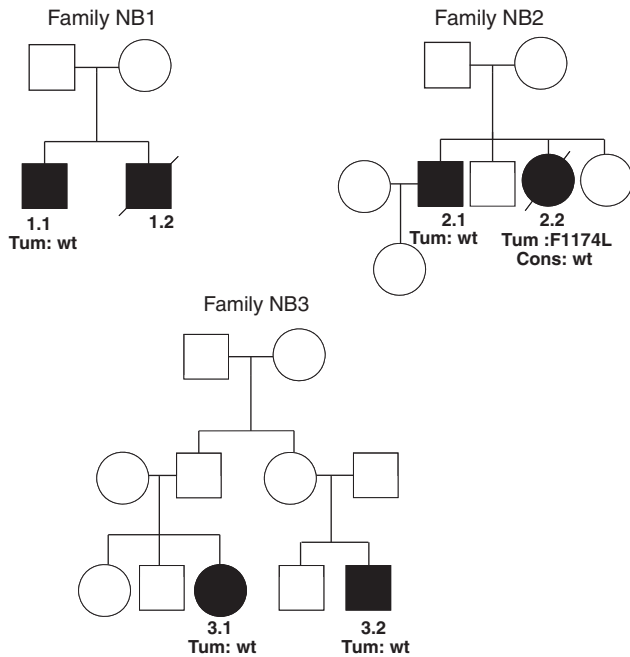 Family NB1
Family NB2
1.1
1.2
Tum: wt
2.1
2.2
Tum: wt
Tum :F1174L
Cons: wt
Family NB3
3.1
3.2
Tum: wt
Tum: wt